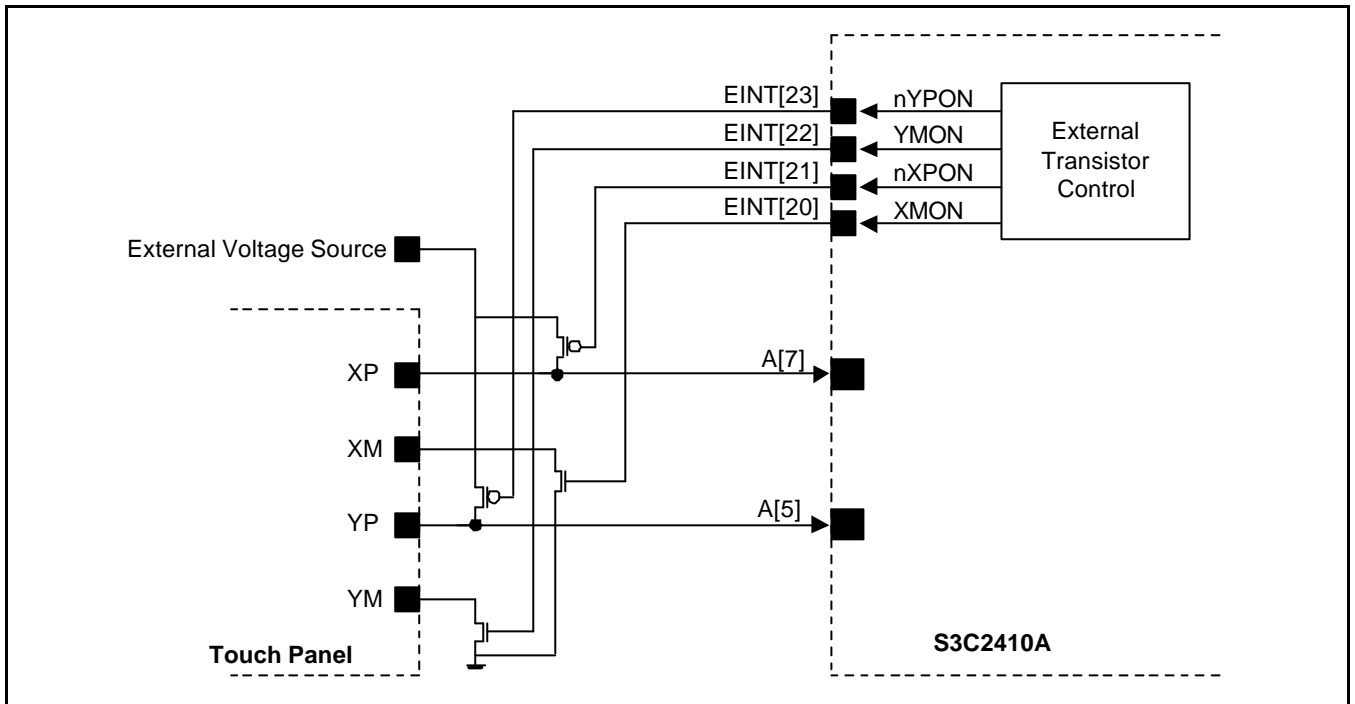 EINT[23]
nYPON
EINT[22]
YMON
EINT[21]
nXPON
EINT[20]
XMON
External
Transistor
Control
External Voltage Source
XP
A[7]
XM
YP
A[5]
YM
Touch Panel
S3C2410A